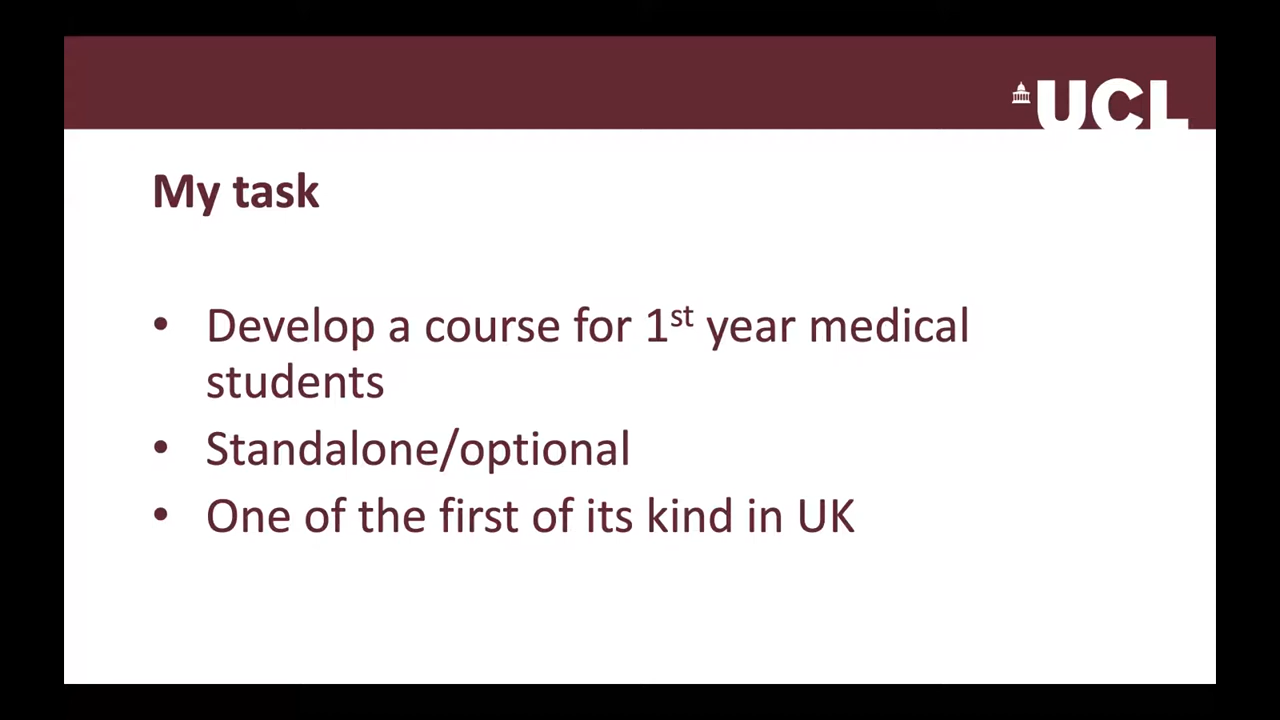 UCL
My task
• Develop a course for 1st year medical
students
• Standalone/optional
• One of the first of its kind in UK